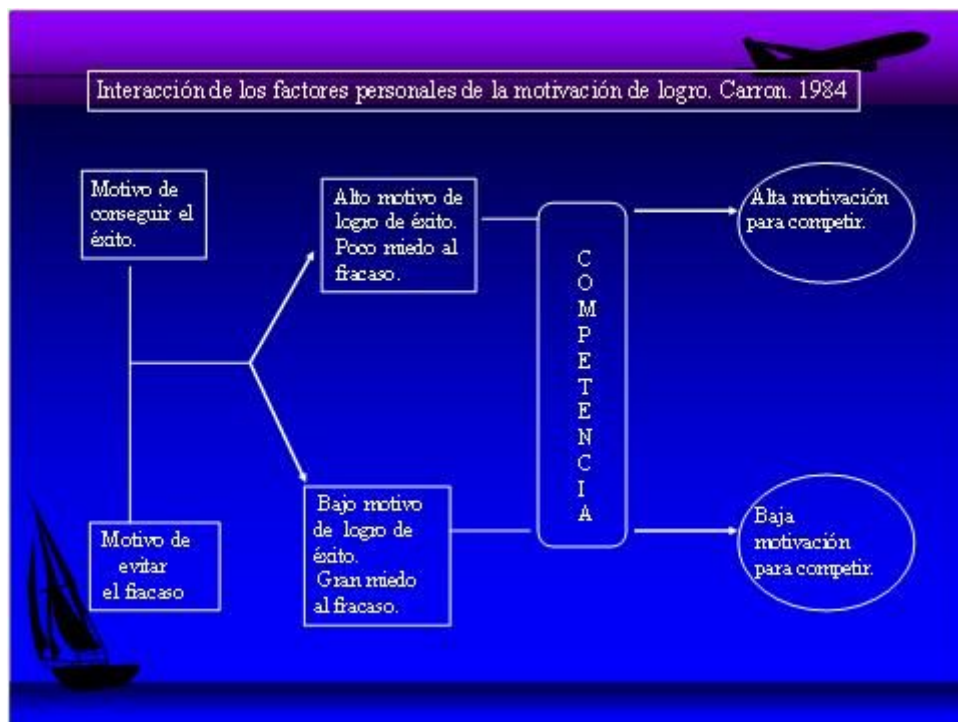 Interacción de los factores personales de la motivación de logro. Carron. 1984
Motivo de
conseguir el
éxito.
Motivo de
evitar
el fracaso
Alto motivo de
logro de éxito.
Poco miedo al
fracaso.
Bajo motivo
de logro de
éxito.
Gran miedo
al fracaso.
C
O
M
P
E
T
E
N
C
I
A
Alta motivación
para competir.
Baja
motivación
para competir.